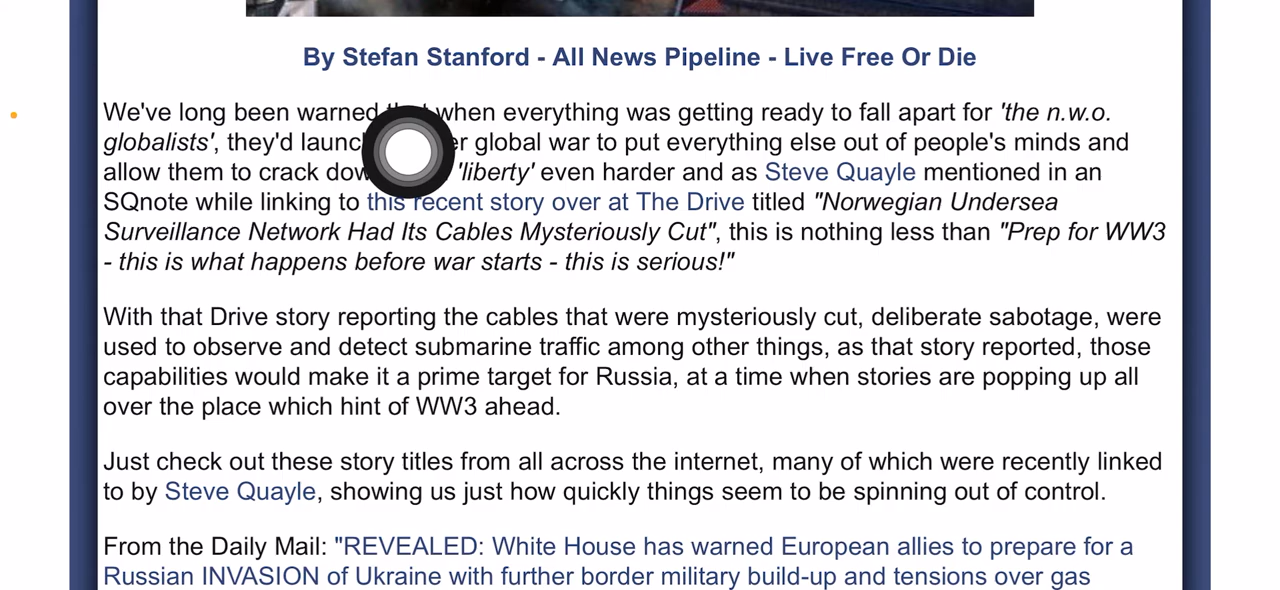 By Stefan Stanford - All News Pipeline - Live Free Or Die
We've long been warned when everything was getting ready to fall apart for 'the n.w.o.
globalists', they'd global war to put everything else out of people's minds and
allow them to crack 'liberty' even harder and as Steve Quayle mentioned in an
SQnote while linking to this recent story over at The Drive titled "Norwegian Undersea
Surveillance Network Had Its Cables Mysteriously Cut", this is nothing less than "Prep for WW3
- this is what happens before war starts - this is serious!"
With that Drive story reporting the cables that were mysteriously cut, deliberate sabotage, were
used to observe and detect submarine traffic among other things, as that story reported, those
capabilities would make it a prime target for Russia, at a time when stories are popping up all
over the place which hint of WW3 ahead.
Just check out these story titles from all across the internet, many of which were recently linked
to by Steve Quayle, showing us just how quickly things seem to be spinning out of control.
From the Daily Mail: "REVEALED: White House has warned European allies to prepare for a
Russian INVASION of Ukraine with further border military build-up and tensions over gas